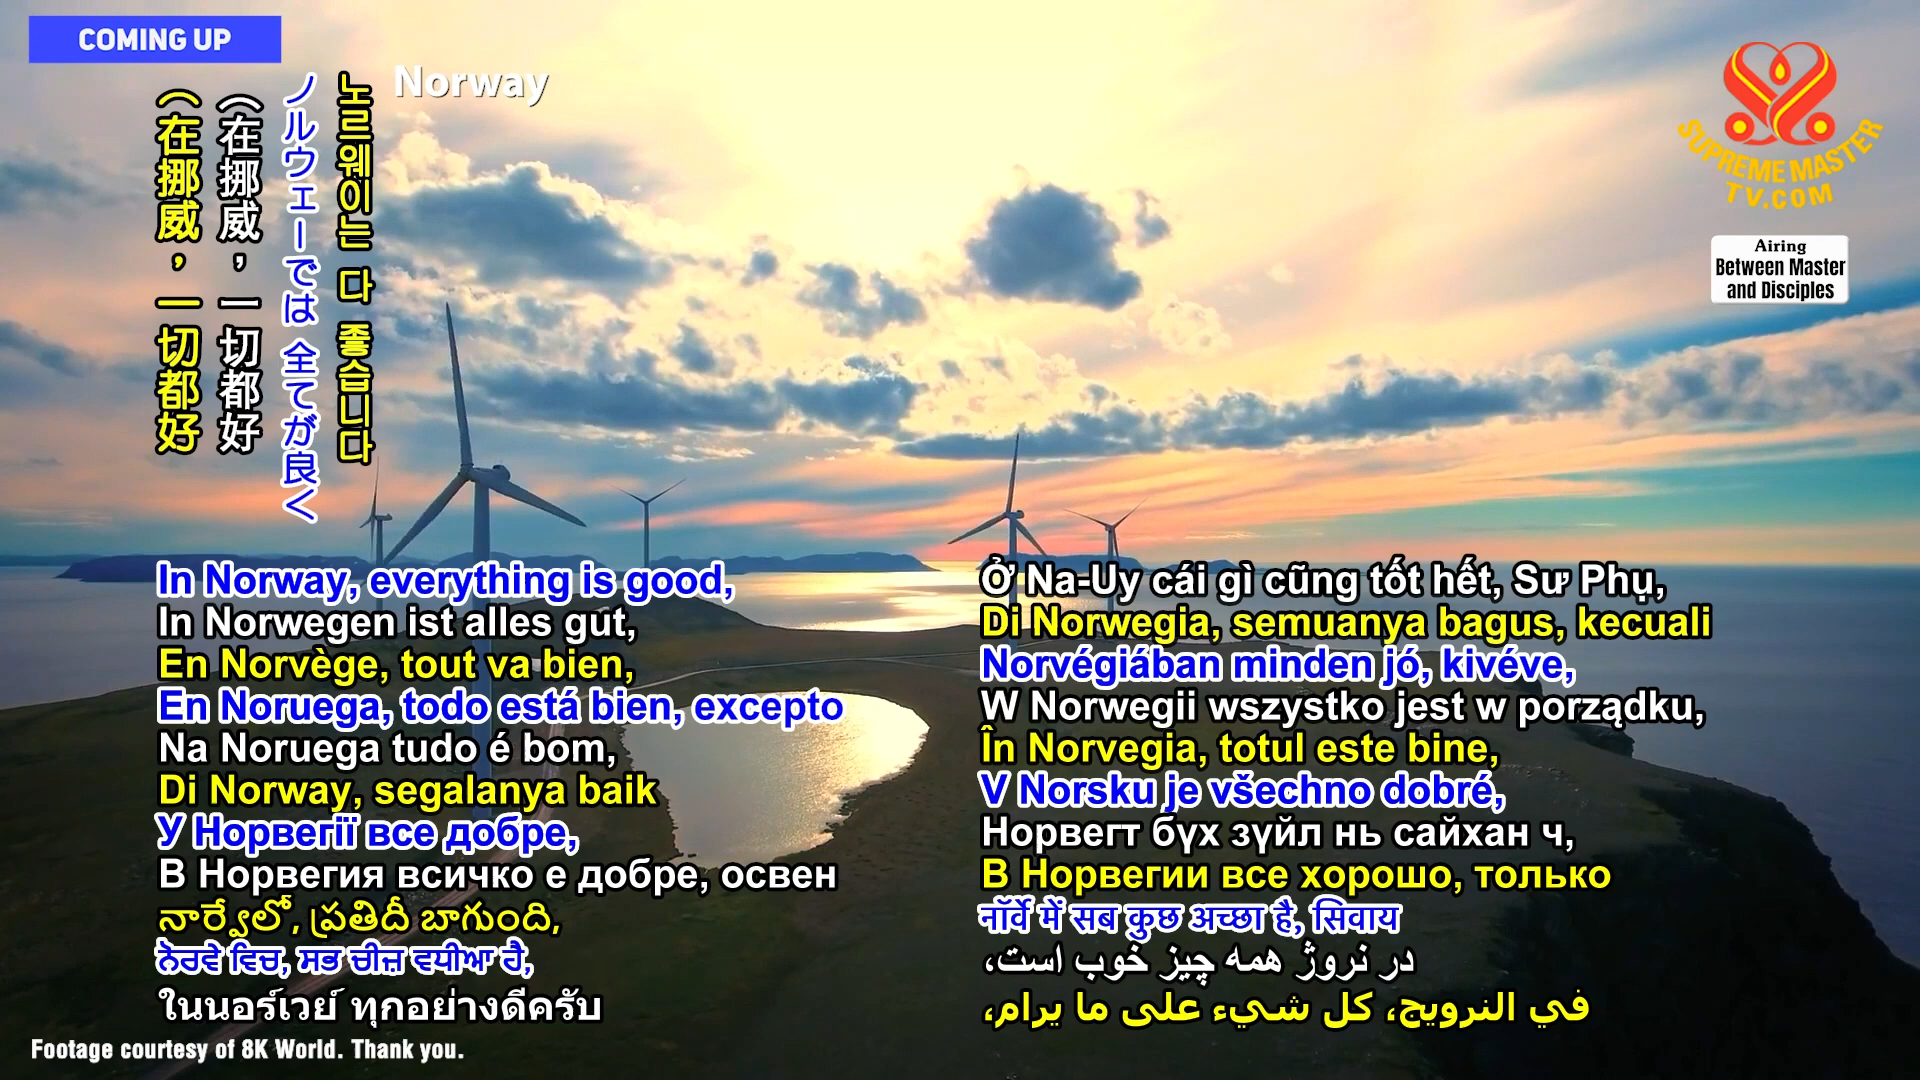 COMING UP
Norway
노르웨이는 다 좋습니다
ノルウェーでは 全てが良く
（在挪威，一切都好
（在挪威，一切都好
SUPREME MASTER
TV.COM
Airing
Between Master
and Disciples
In Norway, everything is good,
In Norwegen ist alles gut,
En Norvège, tout va bien,
En Noruega, todo está bien, excepto
Na Noruega tudo é bom,
Di Norway, segalanya baik
У Норвегії все добре,
В Норвегия всичко е добре, освен
నార్వేలో, ప్రతిదీ బాగుంది,
ਨੋਰਵੇ ਵਿਚ, ਸਭ ਚੀਜ਼ ਵਧੀਆ ਹੈ,
ในนอร์เวย์ ทุกอย่างดีครับ
Ở Na-Uy cái gì cũng tốt hết, Sư Phụ,
Di Norwegia, semuanya bagus, kecuali
Norvégiában minden jó, kivéve,
W Norwegii wszystko jest w porządku,
În Norvegia, totul este bine,
V Norsku je všechno dobré,
Норвегт бүх зүйл нь сайхан ч,
В Норвегии все хорошо, только
नॉर्वे में सब कुछ अच्छा है, सिवाय
در نروژ همه چیز خوب است،
في النرويج، كل شيء على ما يرام،
Footage courtesy of 8K World. Thank you.